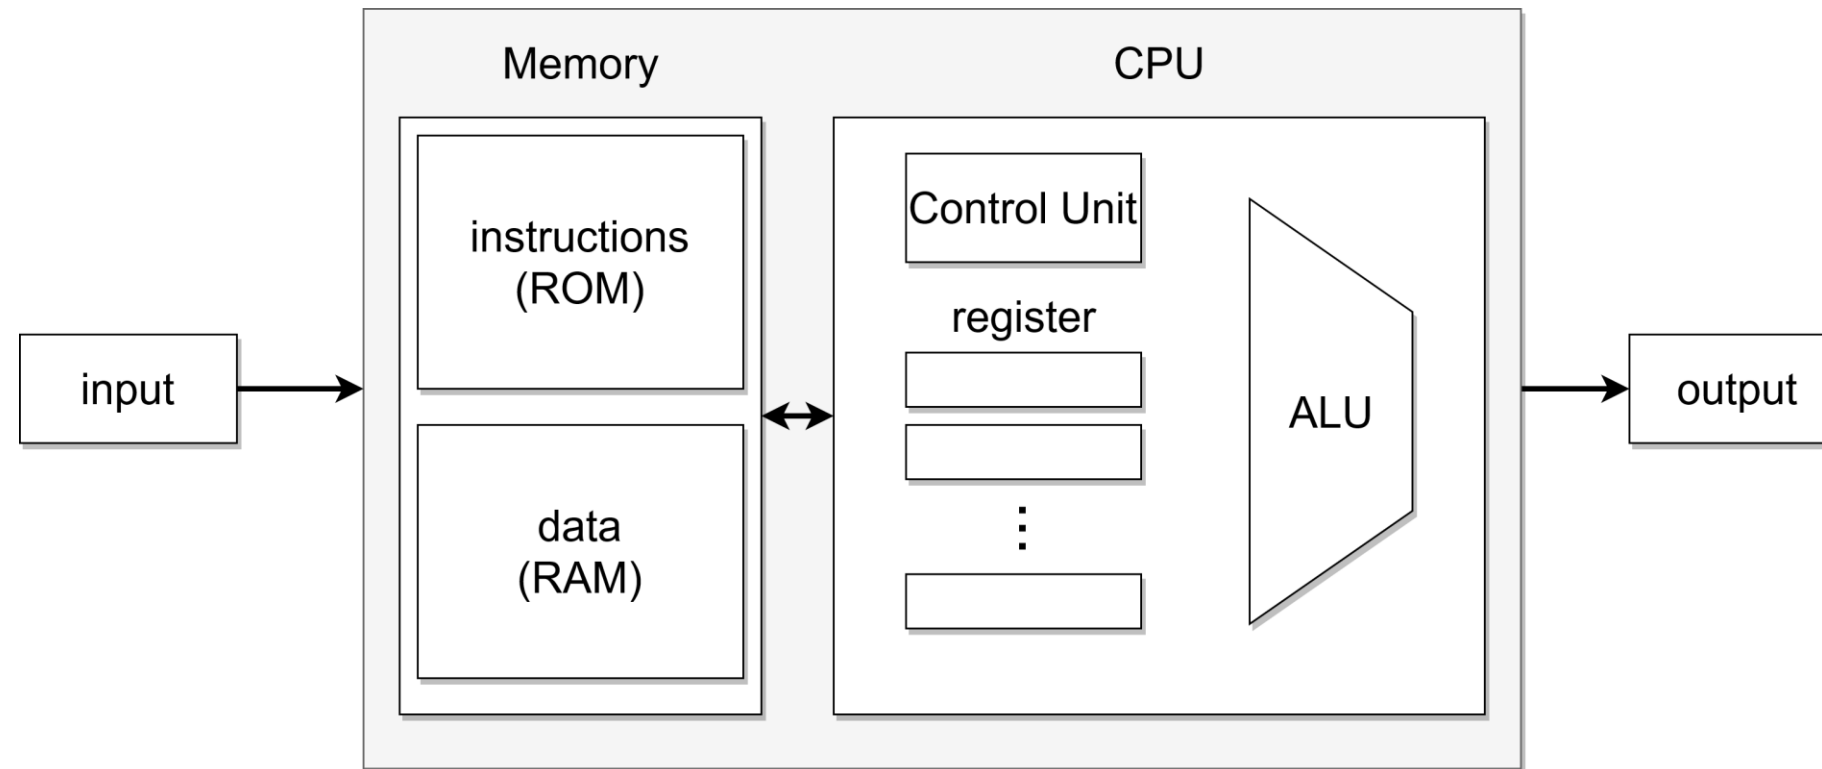 Memory
CPU
instructions
(ROM)
data
(RAM)
Control Unit
register
ALU
input
output